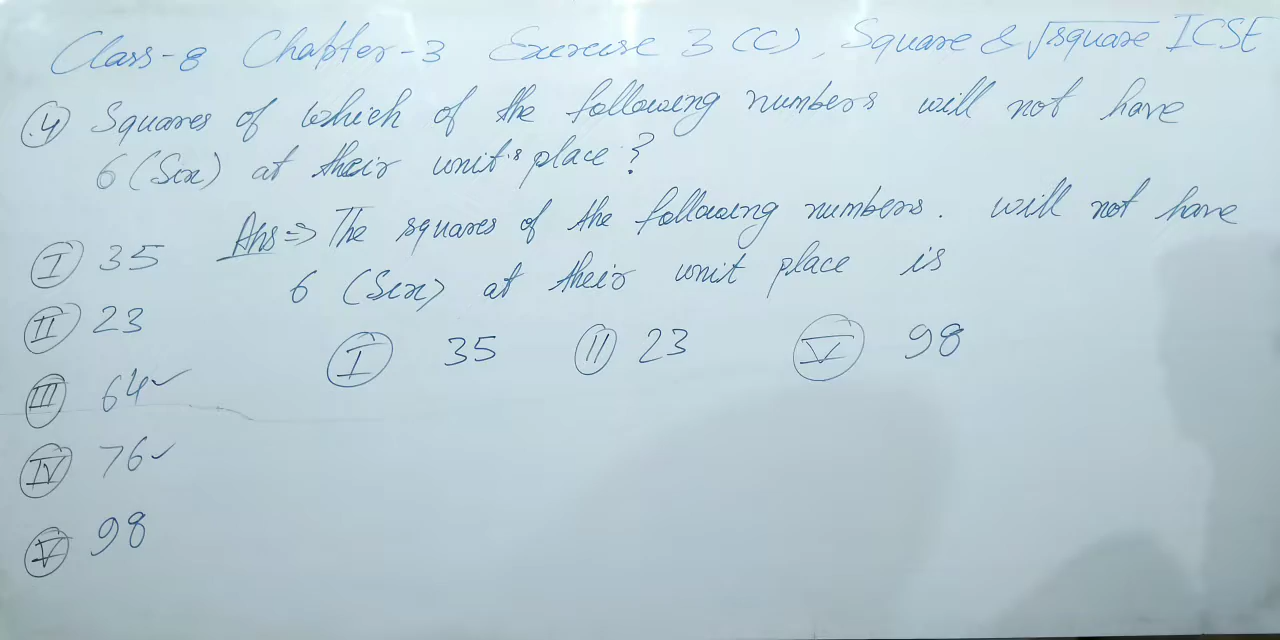 Class-8 Chapter-3 Exercise 3 (C), Square & √square ICSE
.4 Squares of which of the following numbers will not have
6 (Six) at their unit's place ?
Ans ⇒ The squares of the following numbers. will not have
6 (Six) at their unit place is
I 35
II 23
III 64 ✓
IV 76 ✓
V 98
I 35 II 23 V 98